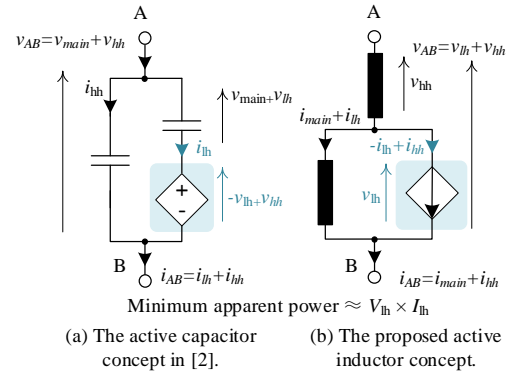 A
v_AB=v_main+v_hh
i_hh
v_main+v_lh
i_lh
+
-
-v_lh+v_hh
B
i_AB=i_lh+i_hh
A
v_AB=v_lh+v_hh
v_hh
i_main+i_lh
-i_lh+i_hh
v_lh
B
i_AB=i_main+i_hh
Minimum apparent power ≈ V_lh × I_lh
(a) The active capacitor
concept in [2].
(b) The proposed active
inductor concept.